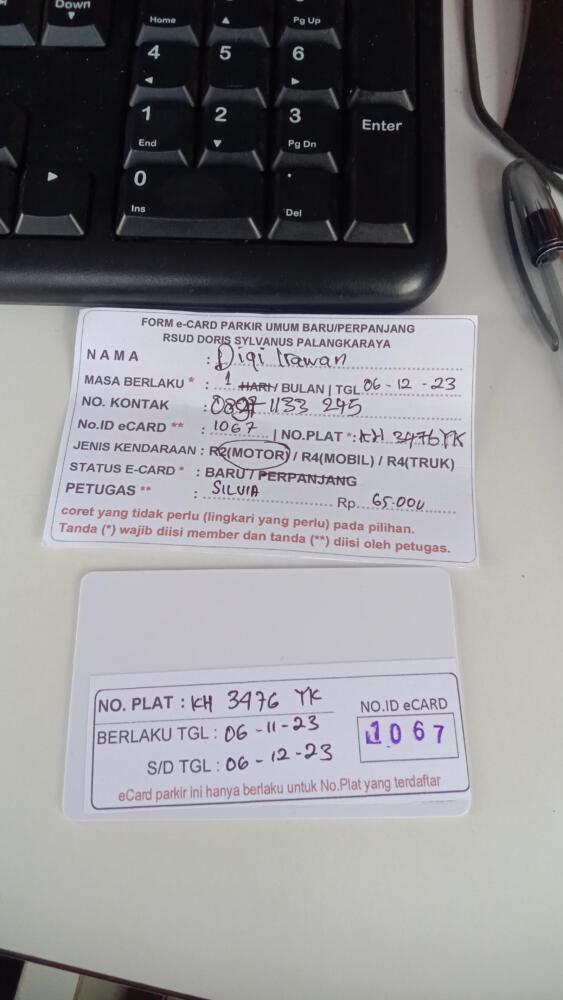 Down
Home
Pg Up
4
5
6
1
End
2
3
Pg Dn
Enter
0
Ins
.
Del
FORM e-CARD PARKIR UMUM BARU/PERPANJANG
RSUD DORIS SYLVANUS PALANGKARAYA
NAMA : Digi Irawan
MASA BERLAKU * : 1 HARI / BULAN | TGL 06-12-23
NO. KONTAK : 1133 245
No.ID eCARD ** : 1067 | NO.PLAT *: KH 3476 YK
JENIS KENDARAAN : R2(MOTOR) / R4(MOBIL) / R4(TRUK)
STATUS E-CARD * : BARU / PERPANJANG
PETUGAS ** : SILVIA Rp. 65.000
coret yang tidak perlu (lingkari yang perlu) pada pilihan.
Tanda (*) wajib diisi member dan tanda (**) diisi oleh petugas.
NO. PLAT : KH 3476 YK
BERLAKU TGL : 06-11-23
S/D TGL : 06-12-23
NO.ID eCARD
1067
eCard parkir ini hanya berlaku untuk No.Plat yang terdaftar